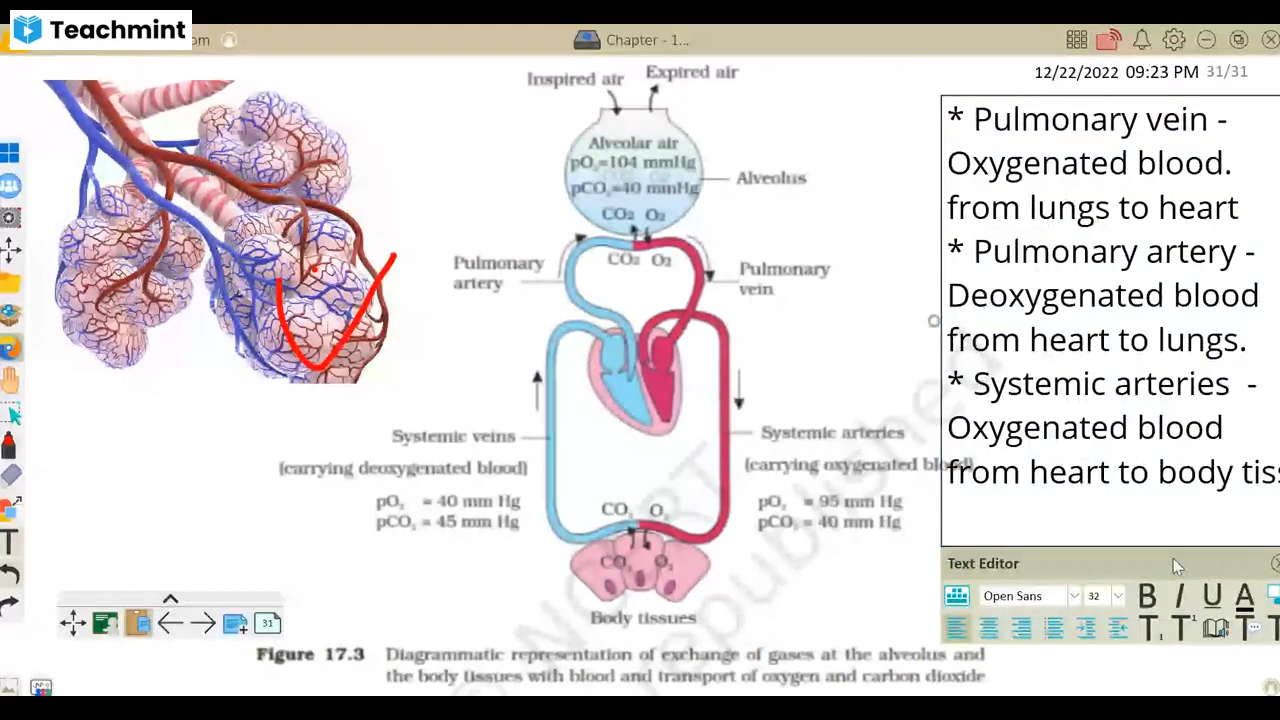 Teachmint
om
Chapter - 1...
12/22/2022 09:23 PM 31/31
Inspired air
Expired air
Alveolar air
pO₂=104 mmHg
pCO₂=40 mmHg
CO₂ O₂
Alveolus
CO₂ O₂
Pulmonary
artery
Pulmonary
vein
Systemic veins
(carrying deoxygenated blood)
pO₂ = 40 mm Hg
pCO₂ = 45 mm Hg
Systemic arteries
(carrying oxygenated blood)
pO₂ = 95 mm Hg
pCO₂ = 40 mm Hg
CO₂ O₂
CO₂ O₂
Body tissues
Figure 17.3 Diagrammatic representation of exchange of gases at the alveolus and
the body tissues with blood and transport of oxygen and carbon dioxide
* Pulmonary vein -
Oxygenated blood.
from lungs to heart
* Pulmonary artery -
Deoxygenated blood
from heart to lungs.
* Systemic arteries -
Oxygenated blood
from heart to body tiss
Text Editor
Open Sans 32 B I U A
31